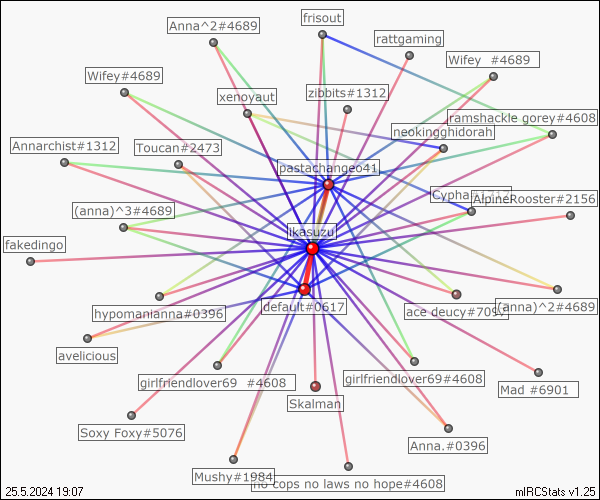 Anna^2#4689
frisout
rattgaming
Wifey #4689
Wifey#4689
xenoyaut
zibbits#1312
ramshackle gorey#4608
neokingghidorah
Annarchist#1312
Toucan#2473
pastachangeo41
AlpineRooster#2156
(anna)^3#4689
ikasuzu
fakedingo
hypomanianna#0396
default#0617
ace deucy#7097
(anna)^2#4689
avelicious
girlfriendlover69 #4608
girlfriendlover69#4608
Mad #6901
Skalman
Soxy Foxy#5076
Anna.#0396
Mushy#1984
no cops no laws no hope#4608
25.5.2024 19:07
mIRCStats v1.25